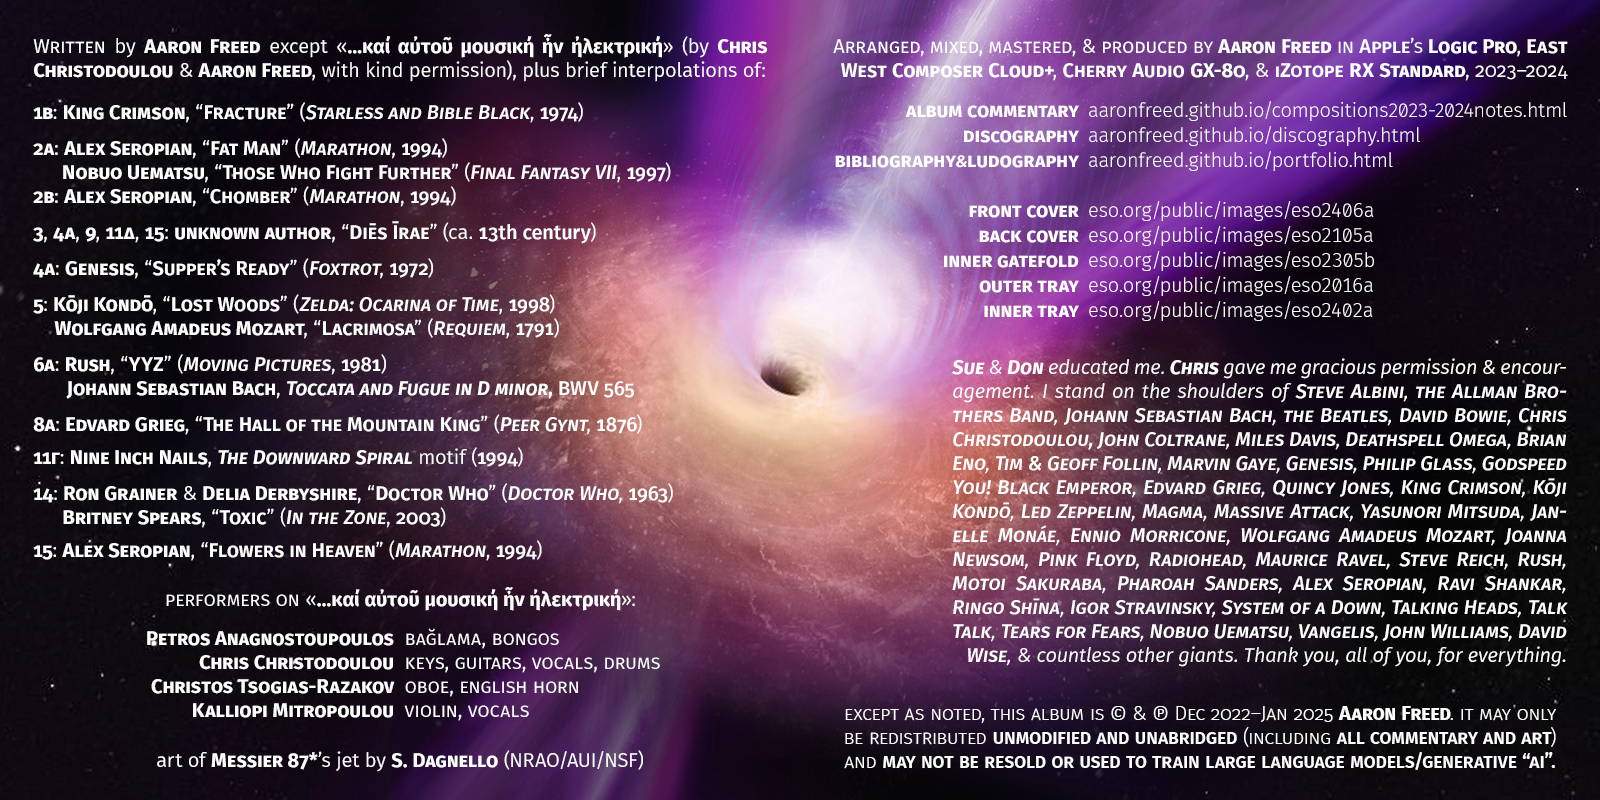 Written by Aaron Freed except «…καί αὐτοῦ μουσική ἦν ἠλεκτρική» (by Chris
Christodoulou & Aaron Freed, with kind permission), plus brief interpolations of:
1b: King Crimson, “Fracture” (Starless and Bible Black, 1974)
2a: Alex Seropian, “Fat Man” (Marathon, 1994)
Nobuo Uematsu, “Those Who Fight Further” (Final Fantasy VII, 1997)
2b: Alex Seropian, “Chomber” (Marathon, 1994)
3, 4a, 9, 11Δ, 15: unknown author, “Diēs Īrae” (ca. 13th century)
4a: Genesis, “Supper’s Ready” (Foxtrot, 1972)
5: Kōji Kondō, “Lost Woods” (Zelda: Ocarina of Time, 1998)
Wolfgang Amadeus Mozart, “Lacrimosa” (Requiem, 1791)
6a: Rush, “YYZ” (Moving Pictures, 1981)
Johann Sebastian Bach, Toccata and Fugue in D minor, BWV 565
8a: Edvard Grieg, “The Hall of the Mountain King” (Peer Gynt, 1876)
11Γ: Nine Inch Nails, The Downward Spiral motif (1994)
14: Ron Grainer & Delia Derbyshire, “Doctor Who” (Doctor Who, 1963)
Britney Spears, “Toxic” (In the Zone, 2003)
15: Alex Seropian, “Flowers in Heaven” (Marathon, 1994)
performers on «…καί αὐτοῦ μουσική ἦν ἠλεκτρική»:
Petros Anagnostoupoulos bağlama, bongos
Chris Christodoulou keys, guitars, vocals, drums
Christos Tsogias-Razakov oboe, english horn
Kalliopi Mitropoulou violin, vocals
art of Messier 87*’s jet by S. Dagnello (NRAO/AUI/NSF)
Arranged, mixed, mastered, & produced by Aaron Freed in Apple’s Logic Pro, East
West Composer Cloud+, Cherry Audio GX-80, & iZotope RX Standard, 2023–2024
album commentary aaronfreed.github.io/compositions2023-2024notes.html
discography aaronfreed.github.io/discography.html
bibliography&ludography aaronfreed.github.io/portfolio.html
front cover eso.org/public/images/eso2406a
back cover eso.org/public/images/eso2105a
inner gatefold eso.org/public/images/eso2305b
outer tray eso.org/public/images/eso2016a
inner tray eso.org/public/images/eso2402a
Sue & Don educated me. Chris gave me gracious permission & encour-
agement. I stand on the shoulders of Steve Albini, the Allman Bro-
thers Band, Johann Sebastian Bach, the Beatles, David Bowie, Chris
Christodoulou, John Coltrane, Miles Davis, Deathspell Omega, Brian
Eno, Tim & Geoff Follin, Marvin Gaye, Genesis, Philip Glass, Godspeed
You! Black Emperor, Edvard Grieg, Quincy Jones, King Crimson, Kōji
Kondō, Led Zeppelin, Magma, Massive Attack, Yasunori Mitsuda, Jan-
elle Monáe, Ennio Morricone, Wolfgang Amadeus Mozart, Joanna
Newsom, Pink Floyd, Radiohead, Maurice Ravel, Steve Reich, Rush,
Motoi Sakuraba, Pharoah Sanders, Alex Seropian, Ravi Shankar,
Ringo Shīna, Igor Stravinsky, System of a Down, Talking Heads, Talk
Talk, Tears for Fears, Nobuo Uematsu, Vangelis, John Williams, David
Wise, & countless other giants. Thank you, all of you, for everything.
except as noted, this album is © & ℗ Dec 2022–Jan 2025 Aaron Freed. it may only
be redistributed unmodified and unabridged (including all commentary and art)
and may not be resold or used to train large language models/generative “ai”.